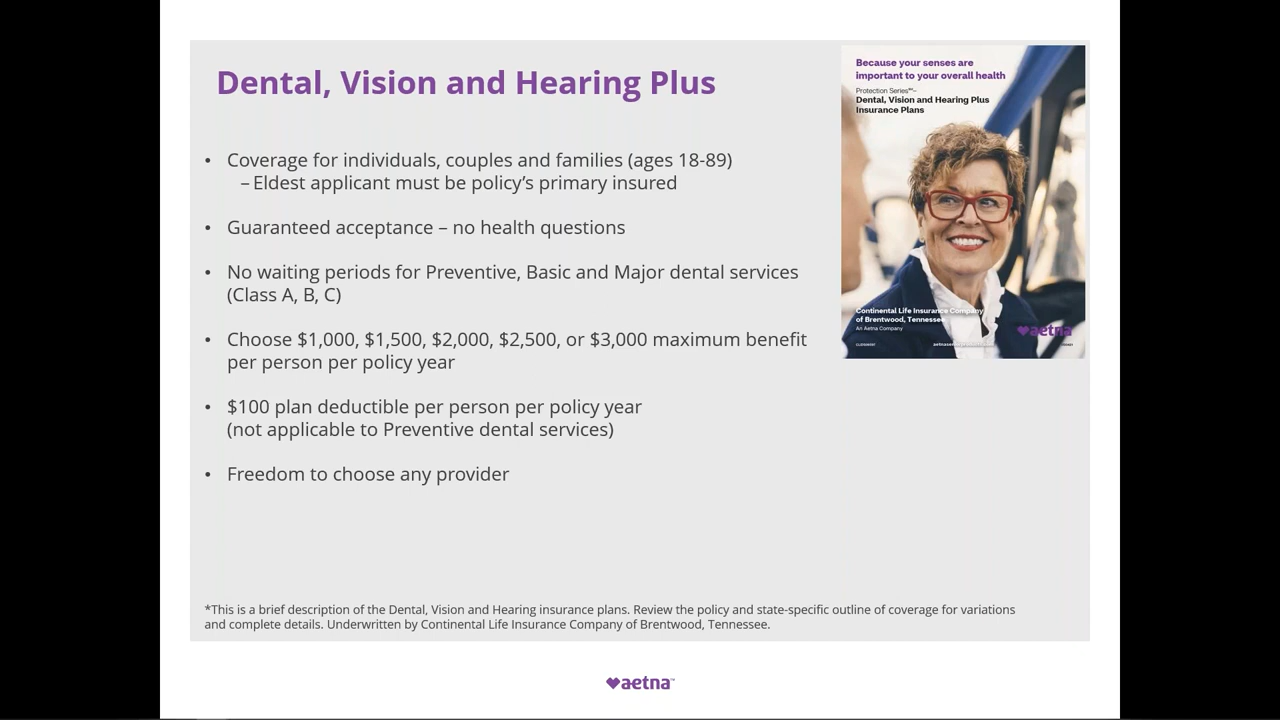 Dental, Vision and Hearing Plus
• Coverage for individuals, couples and families (ages 18-89)
– Eldest applicant must be policy's primary insured
• Guaranteed acceptance – no health questions
• No waiting periods for Preventive, Basic and Major dental services
(Class A, B, C)
• Choose $1,000, $1,500, $2,000, $2,500, or $3,000 maximum benefit
per person per policy year
• $100 plan deductible per person per policy year
(not applicable to Preventive dental services)
• Freedom to choose any provider
*This is a brief description of the Dental, Vision and Hearing insurance plans. Review the policy and state-specific outline of coverage for variations
and complete details. Underwritten by Continental Life Insurance Company of Brentwood, Tennessee.
Because your senses are
important to your overall health
Protection Series℠–
Dental, Vision and Hearing Plus
Insurance Plans
Continental Life Insurance Company
of Brentwood, Tennessee
An Aetna Company
aetna
aetna™